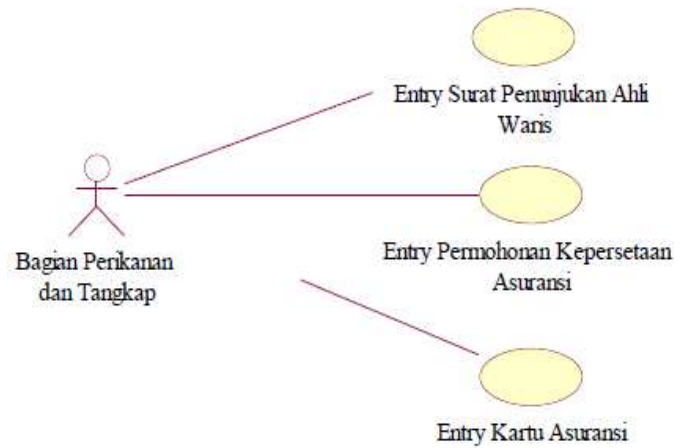 Entry Surat Penunjukan Ahli
Waris
Bagian Perikanan
dan Tangkap
Entry Permohonan Kepersetaan
Asuransi
Entry Kartu Asuransi